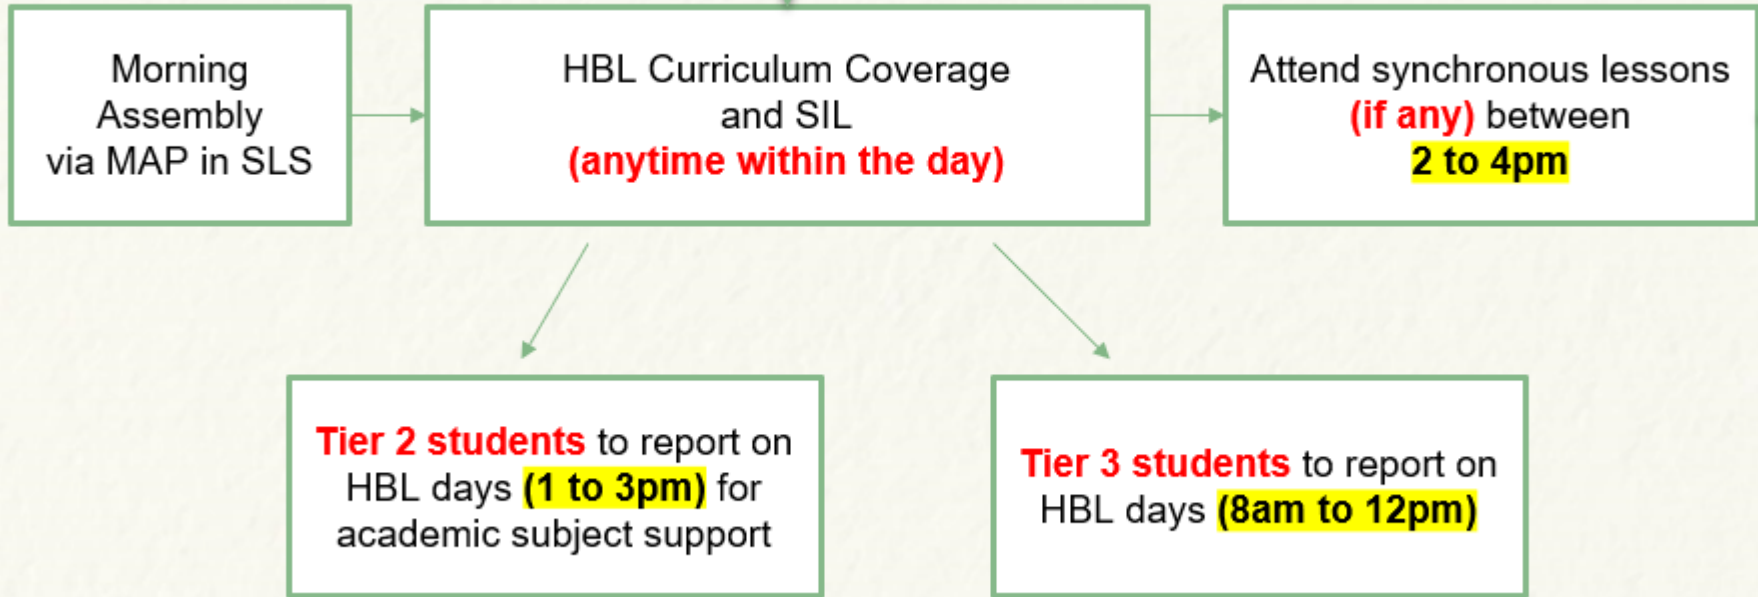 Morning
Assembly
via MAP in SLS
HBL Curriculum Coverage
and SIL
(anytime within the day)
Attend synchronous lessons
(if any) between
2 to 4pm
Tier 2 students to report on
HBL days (1 to 3pm) for
academic subject support
Tier 3 students to report on
HBL days (8am to 12pm)